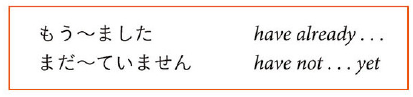 もう～ました have already . . .
まだ～ていません have not . . . yet